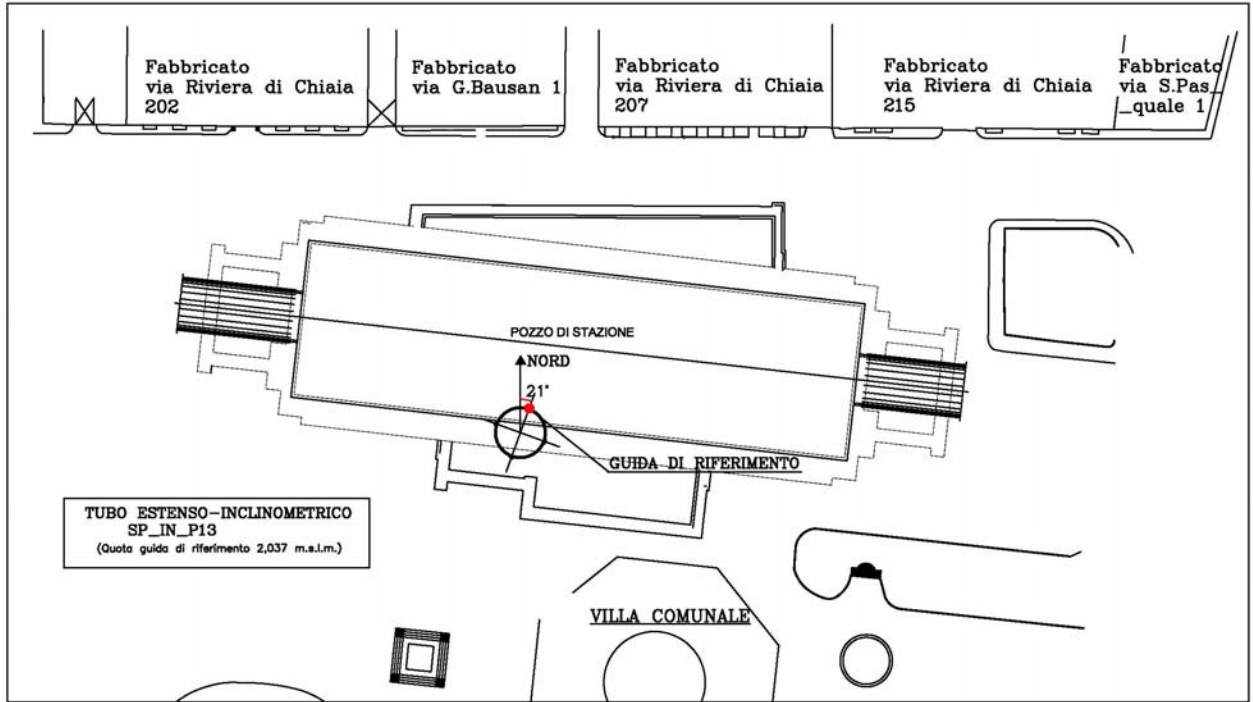 Fabbricato
via Riviera di Chiaia
202
Fabbricato
via G.Bausan 1
Fabbricato
via Riviera di Chiaia
207
Fabbricato
via Riviera di Chiaia
215
Fabbricato
via S.Pas_
_quale 1
POZZO DI STAZIONE
NORD
21°
GUIDA DI RIFERIMENTO
TUBO ESTENSO-INCLINOMETRICO
SP_IN_P13
(Quota guida di riferimento 2,037 m.s.l.m.)
VILLA COMUNALE